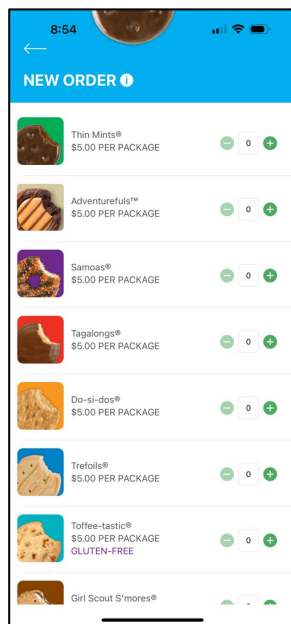 8:54
NEW ORDER i
Thin Mints®
$5.00 PER PACKAGE
0
Adventurefuls™
$5.00 PER PACKAGE
0
Samoas®
$5.00 PER PACKAGE
0
Tagalongs®
$5.00 PER PACKAGE
0
Do-si-dos®
$5.00 PER PACKAGE
0
Trefoils®
$5.00 PER PACKAGE
0
Toffee-tastic®
$5.00 PER PACKAGE
0
GLUTEN-FREE
Girl Scout S'mores®